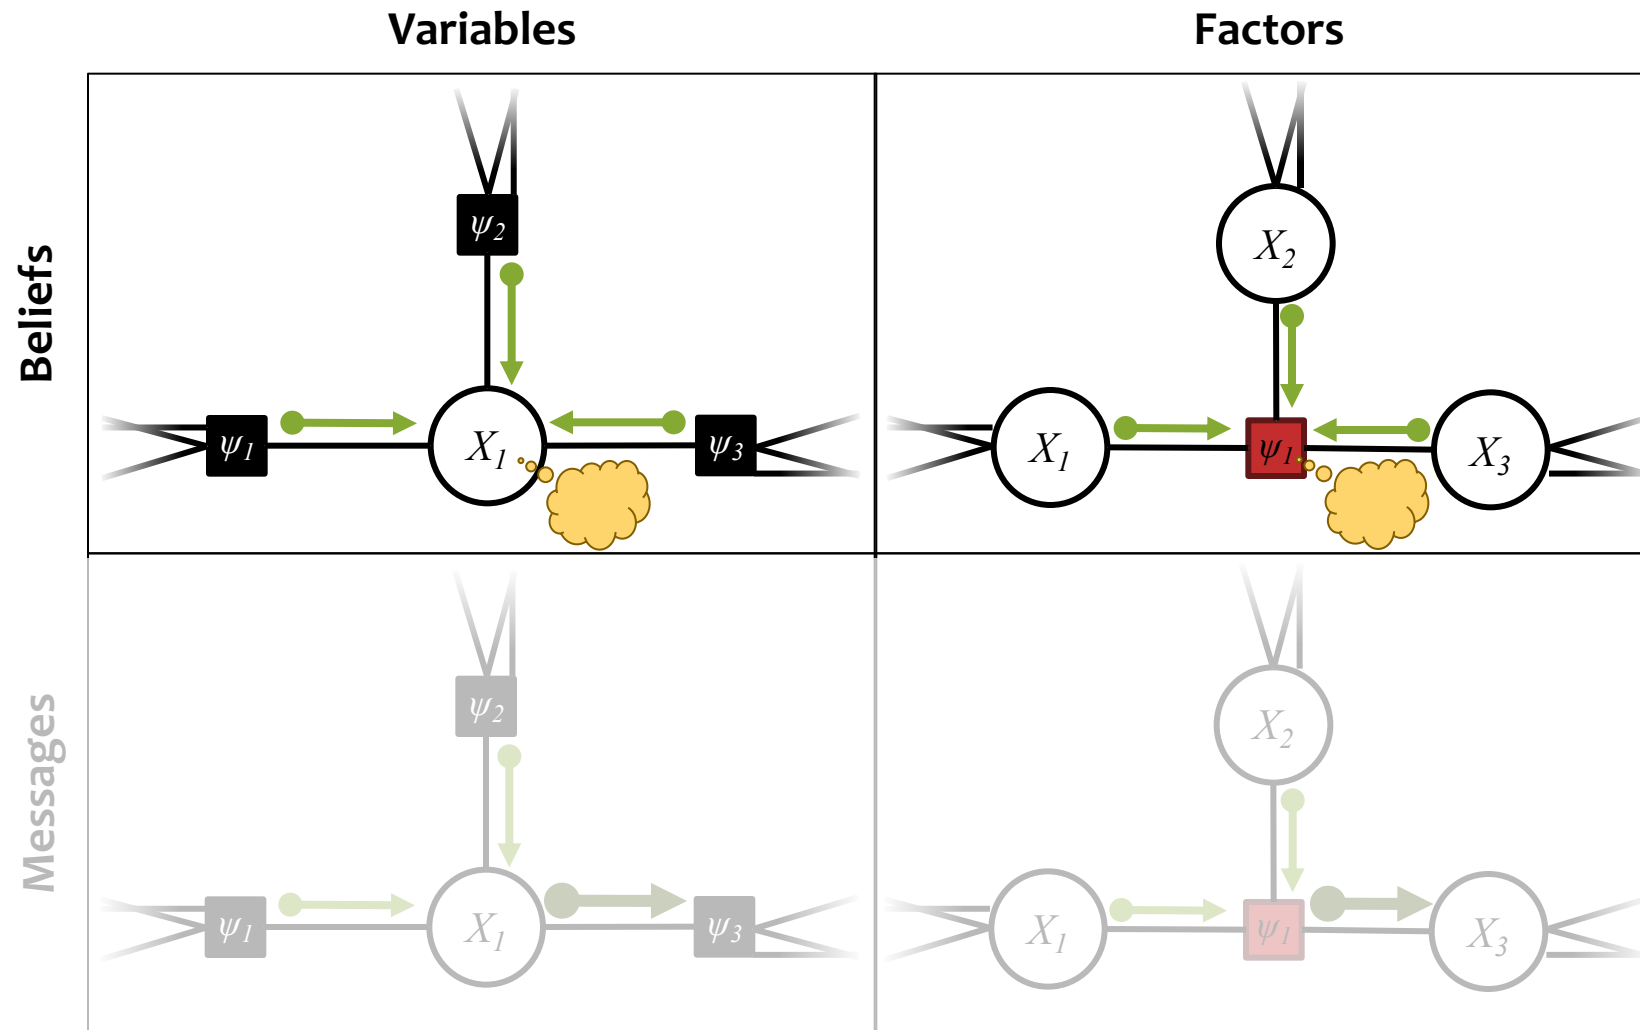 Variables
Factors
Beliefs
ψ2
ψ1
X1
ψ3
X2
X1
ψ1
X3
Messages
ψ2
ψ1
X1
ψ3
X2
X1
ψ1
X3